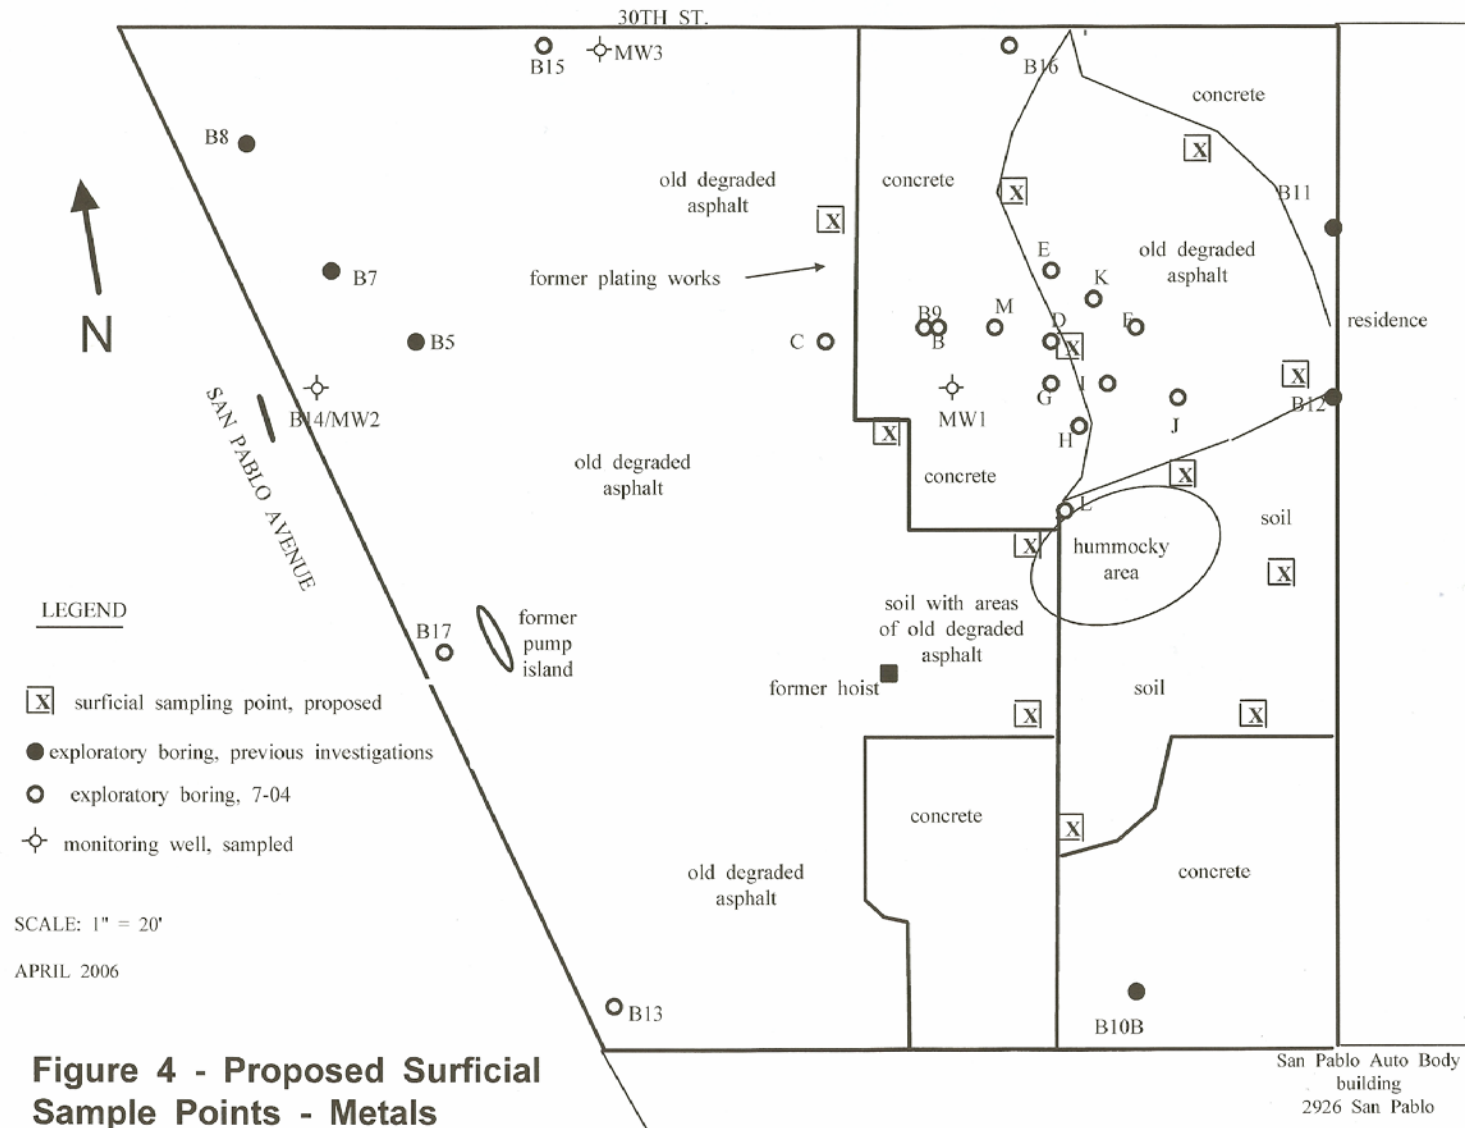 30TH ST.
B15
MW3
B16
concrete
B8
old degraded
asphalt
concrete
X
X
X
B11
E
old degraded
asphalt
former plating works
B7
K
N
B9
B
M
D
F
residence
C
B5
X
X
G
I
J
B12
B14/MW2
MW1
H
X
SAN PABLO AVENUE
old degraded
asphalt
concrete
X
L
soil
X
hummocky
area
X
soil with areas
of old degraded
asphalt
LEGEND
B17
former
pump
island
former hoist
soil
X surficial sampling point, proposed
X
X
exploratory boring, previous investigations
exploratory boring, 7-04
monitoring well, sampled
concrete
X
old degraded
asphalt
concrete
SCALE: 1" = 20'
APRIL 2006
B13
B10B
Figure 4 - Proposed Surficial
Sample Points - Metals
San Pablo Auto Body
building
2926 San Pablo